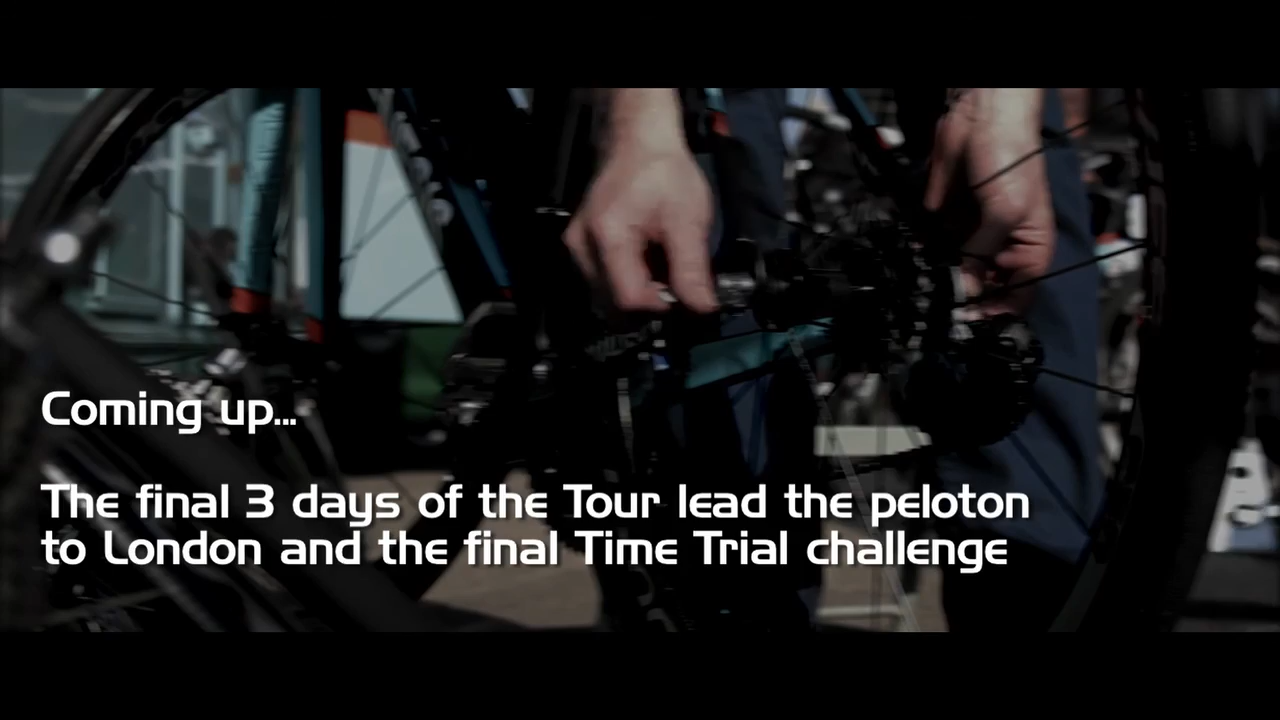 Coming up...
The final 3 days of the Tour lead the peloton
to London and the final Time Trial challenge